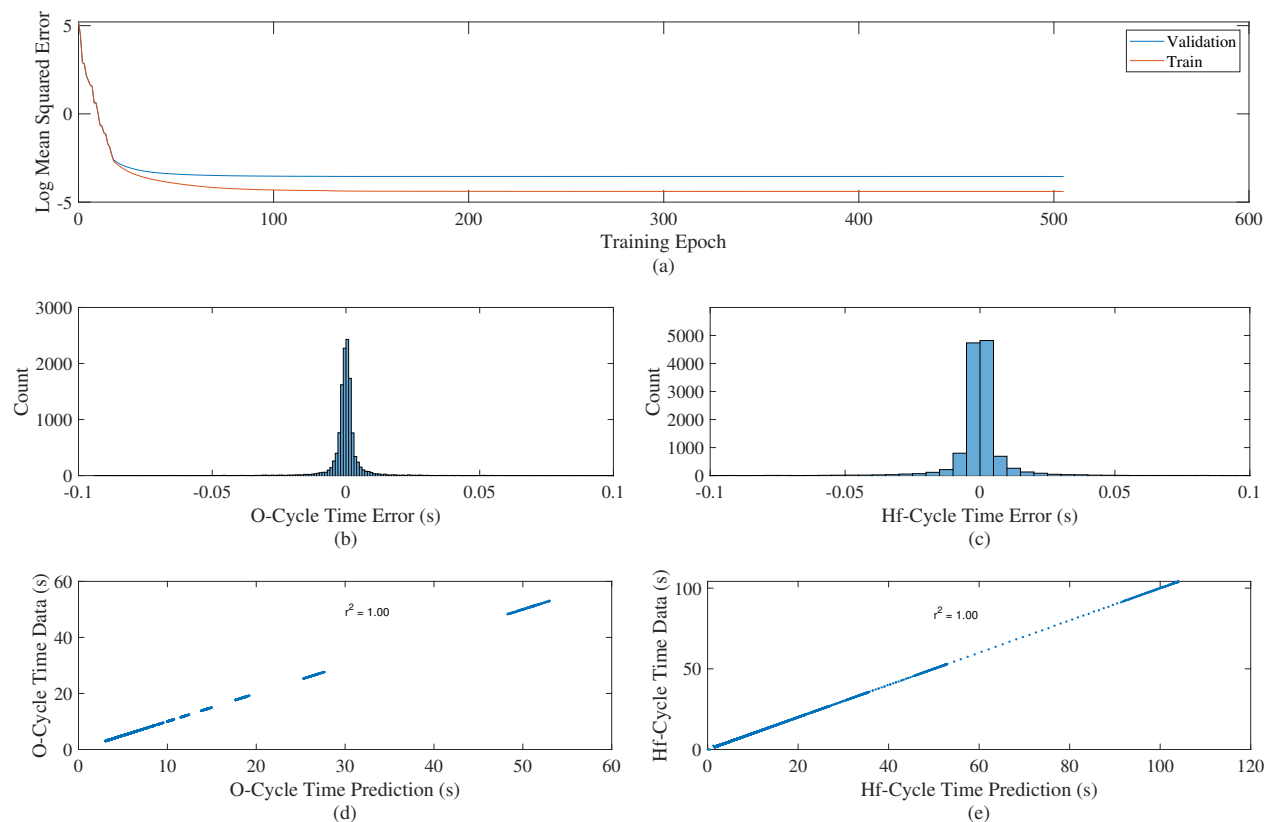 Log Mean Squared Error
5
0
-5
Validation
Train
0 100 200 300 400 500 600
Training Epoch
(a)
Count
3000
2000
1000
0
-0.1 -0.05 0 0.05 0.1
O-Cycle Time Error (s)
(b)
Count
5000
4000
3000
2000
1000
0
-0.1 -0.05 0 0.05 0.1
Hf-Cycle Time Error (s)
(c)
O-Cycle Time Data (s)
60
40
20
0
r² = 1.00
0 10 20 30 40 50 60
O-Cycle Time Prediction (s)
(d)
Hf-Cycle Time Data (s)
100
50
0
r² = 1.00
0 20 40 60 80 100 120
Hf-Cycle Time Prediction (s)
(e)